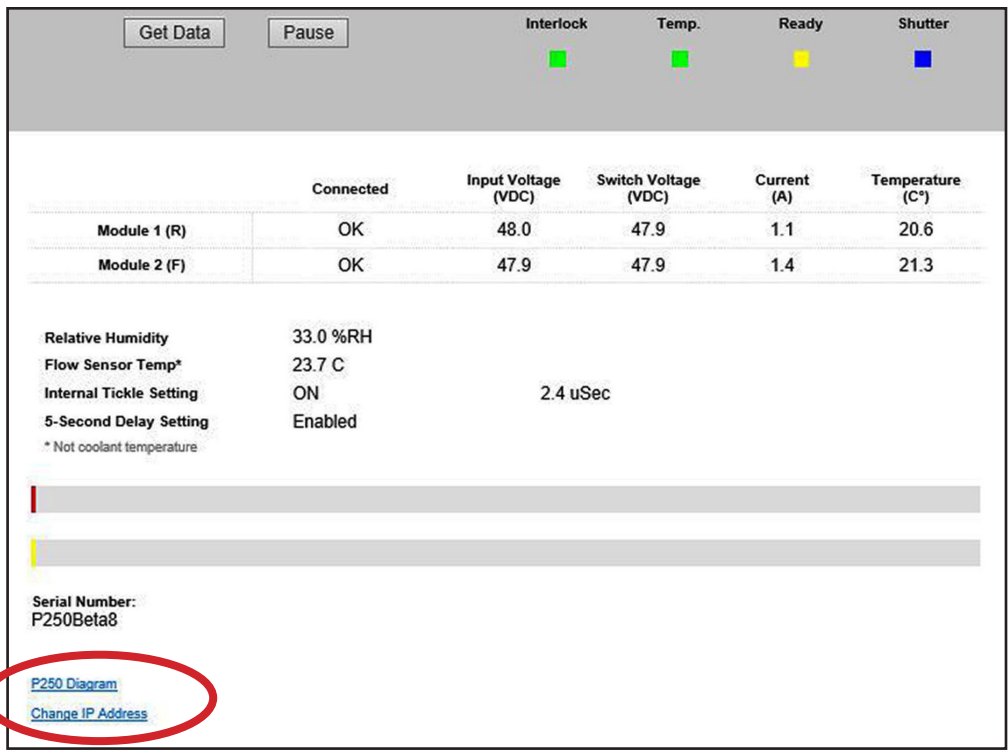 Get Data Pause Interlock Temp. Ready Shutter
Connected Input Voltage (VDC) Switch Voltage (VDC) Current (A) Temperature (C°)
Module 1 (R) OK 48.0 47.9 1.1 20.6
Module 2 (F) OK 47.9 47.9 1.4 21.3
Relative Humidity 33.0 %RH
Flow Sensor Temp* 23.7 C
Internal Tickle Setting ON 2.4 uSec
5-Second Delay Setting Enabled
* Not coolant temperature
Serial Number:
P250Beta8
P250 Diagram
Change IP Address